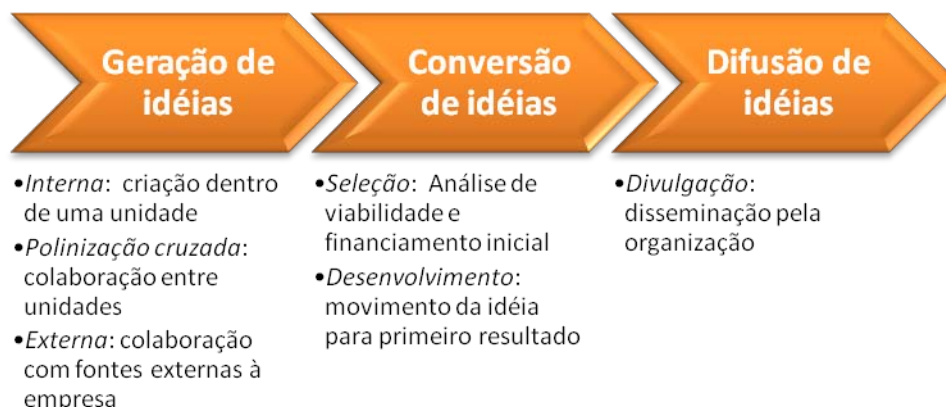 Geração de
idéias
•Interna: criação dentro
de uma unidade
•Polinização cruzada:
colaboração entre
unidades
•Externa: colaboração
com fontes externas à
empresa
Conversão
de idéias
•Seleção: Análise de
viabilidade e
financiamento inicial
•Desenvolvimento:
movimento da idéia
para primeiro resultado
Difusão de
idéias
•Divulgação:
disseminação pela
organização